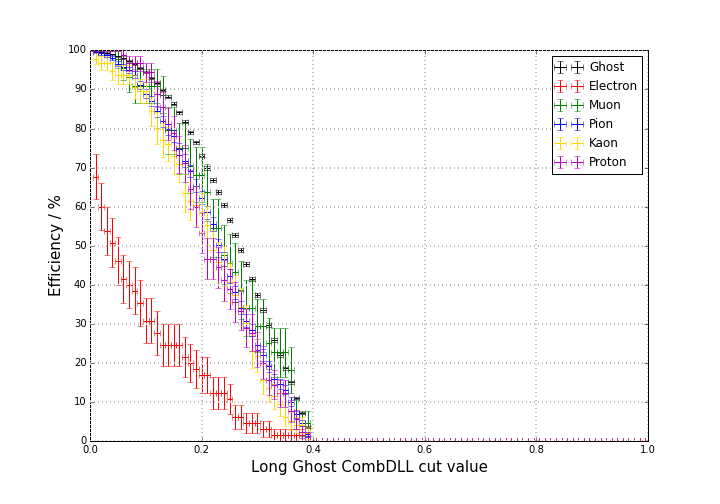 100
90
80
70
60
50
40
30
20
10
0
Efficiency / %
Ghost
Electron
Muon
Pion
Kaon
Proton
0.0 0.2 0.4 0.6 0.8 1.0
Long Ghost CombDLL cut value